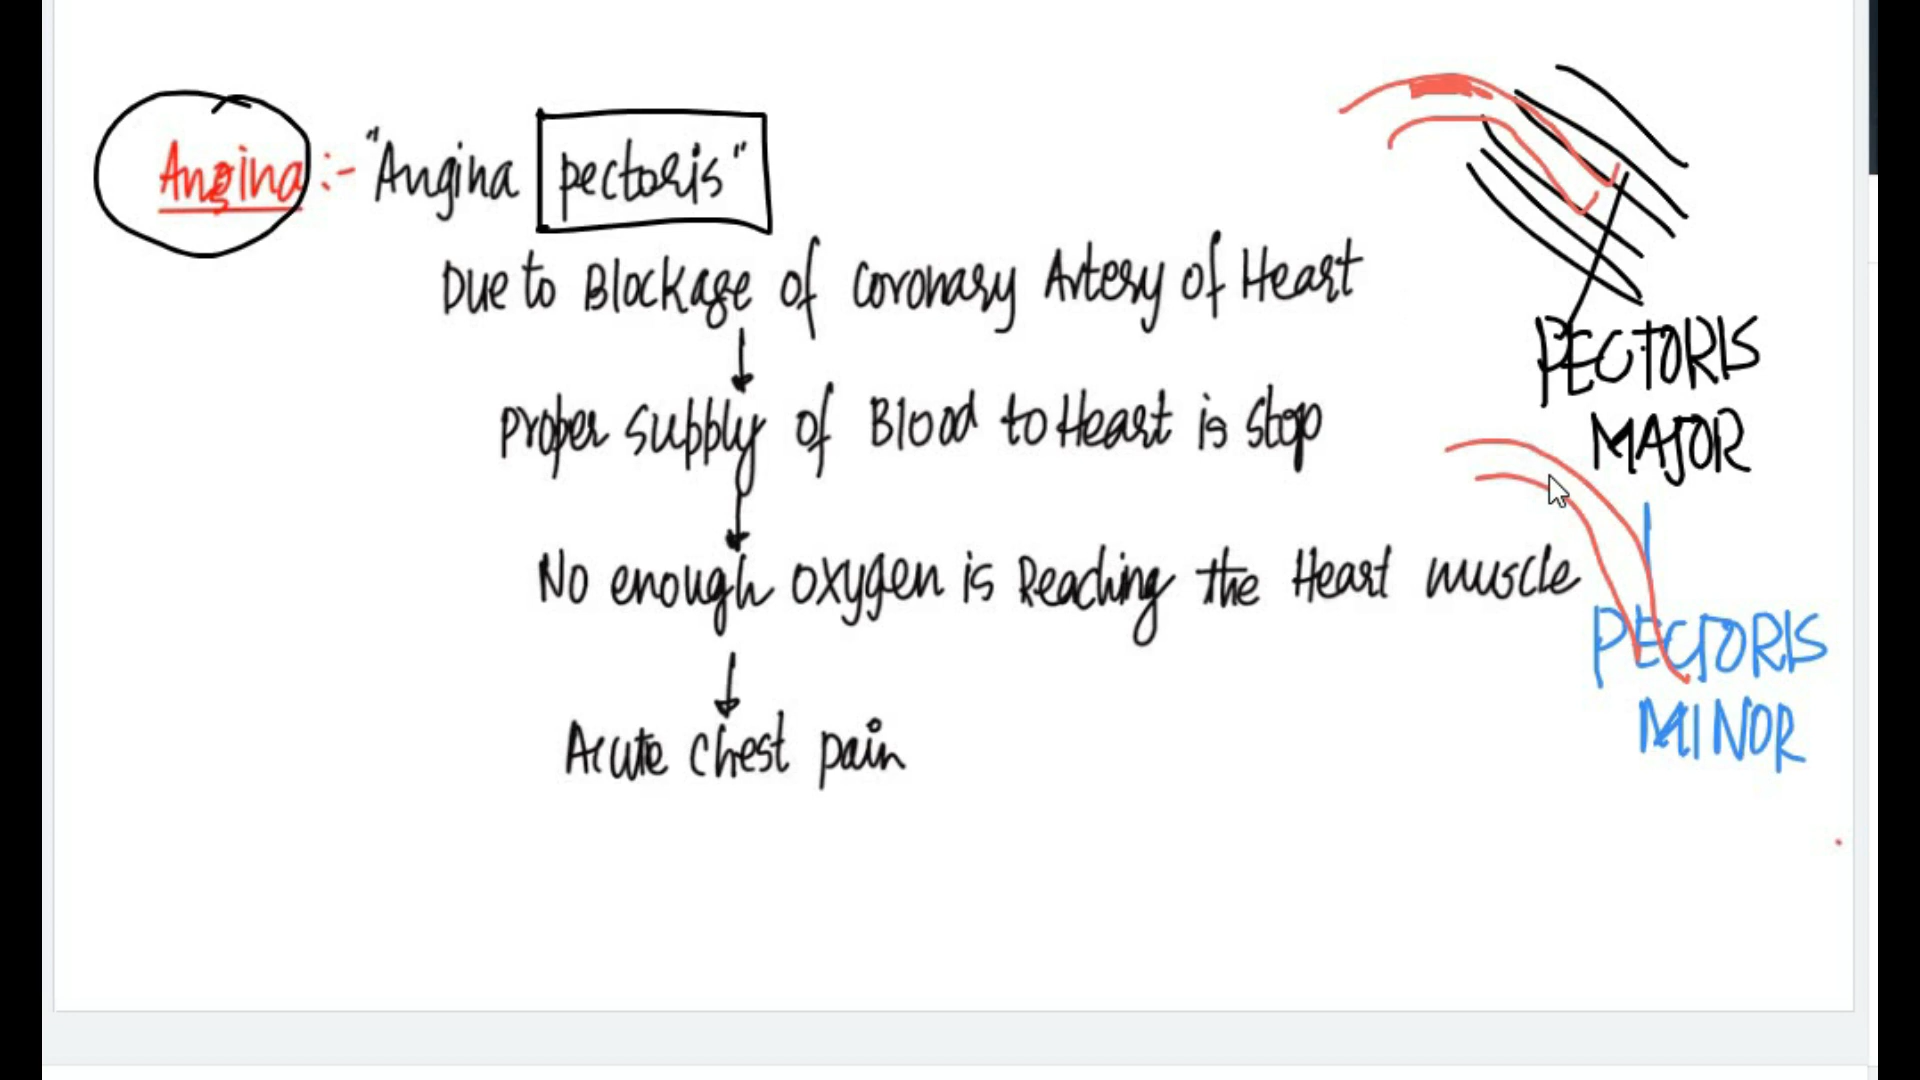 Angina :- "Angina pectoris"
Due to Blockage of Coronary Artery of Heart
Proper supply of Blood to Heart is stop
No enough oxygen is Reaching the Heart muscle
Acute chest pain
PECTORIS
MAJOR
PECTORIS
MINOR